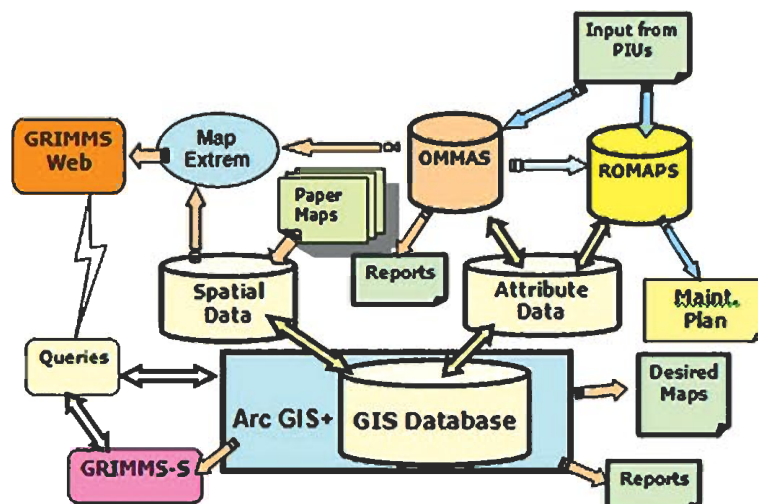 Input from
PIUs
GRIMMS
Web
Map
Extrem
OMMAS
ROMAPS
Paper
Maps
Reports
Spatial
Data
Attribute
Data
Maint.
Plan
Queries
Arc GIS+
GIS Database
Desired
Maps
GRIMMS-S
Reports